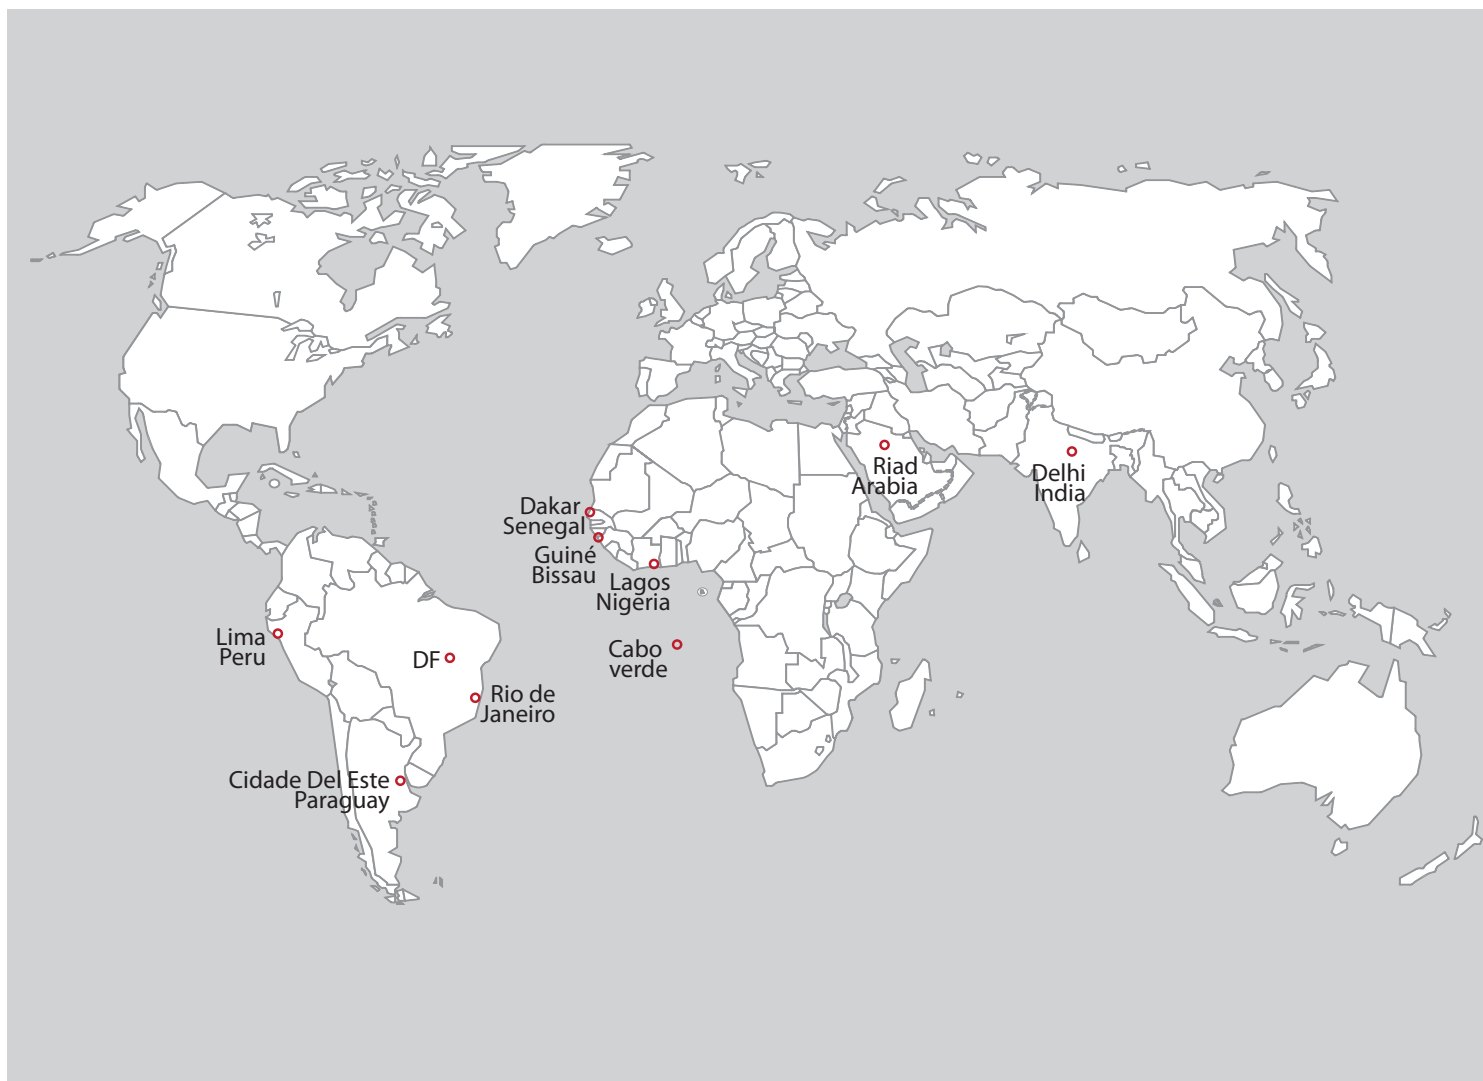 Riad
Arabia
Delhi
India
Dakar
Senegal
Guiné
Bissau
Lagos
Nigeria
Lima
Peru
DF
Cabo
verde
Rio de
Janeiro
Cidade Del Este
Paraguay